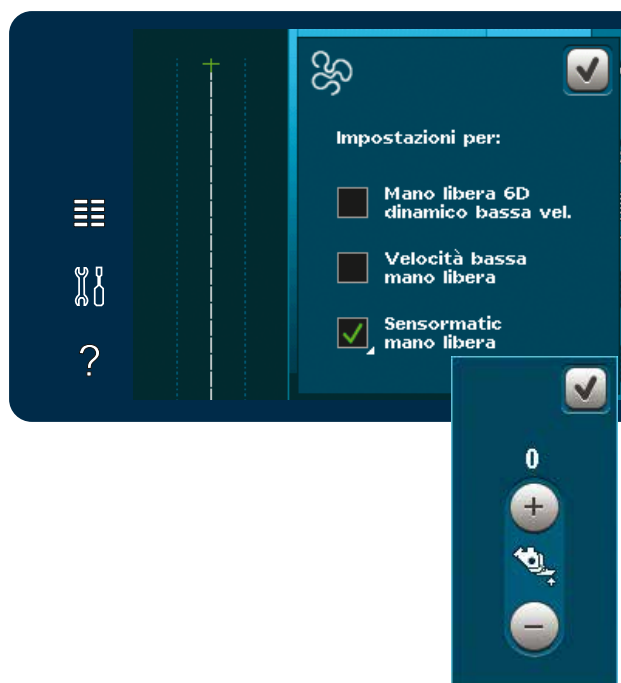 Impostazioni per:
Mano libera 6D
dinamico bassa vel.
Velocità bassa
mano libera
Sensormatic
mano libera
?
0
+
−